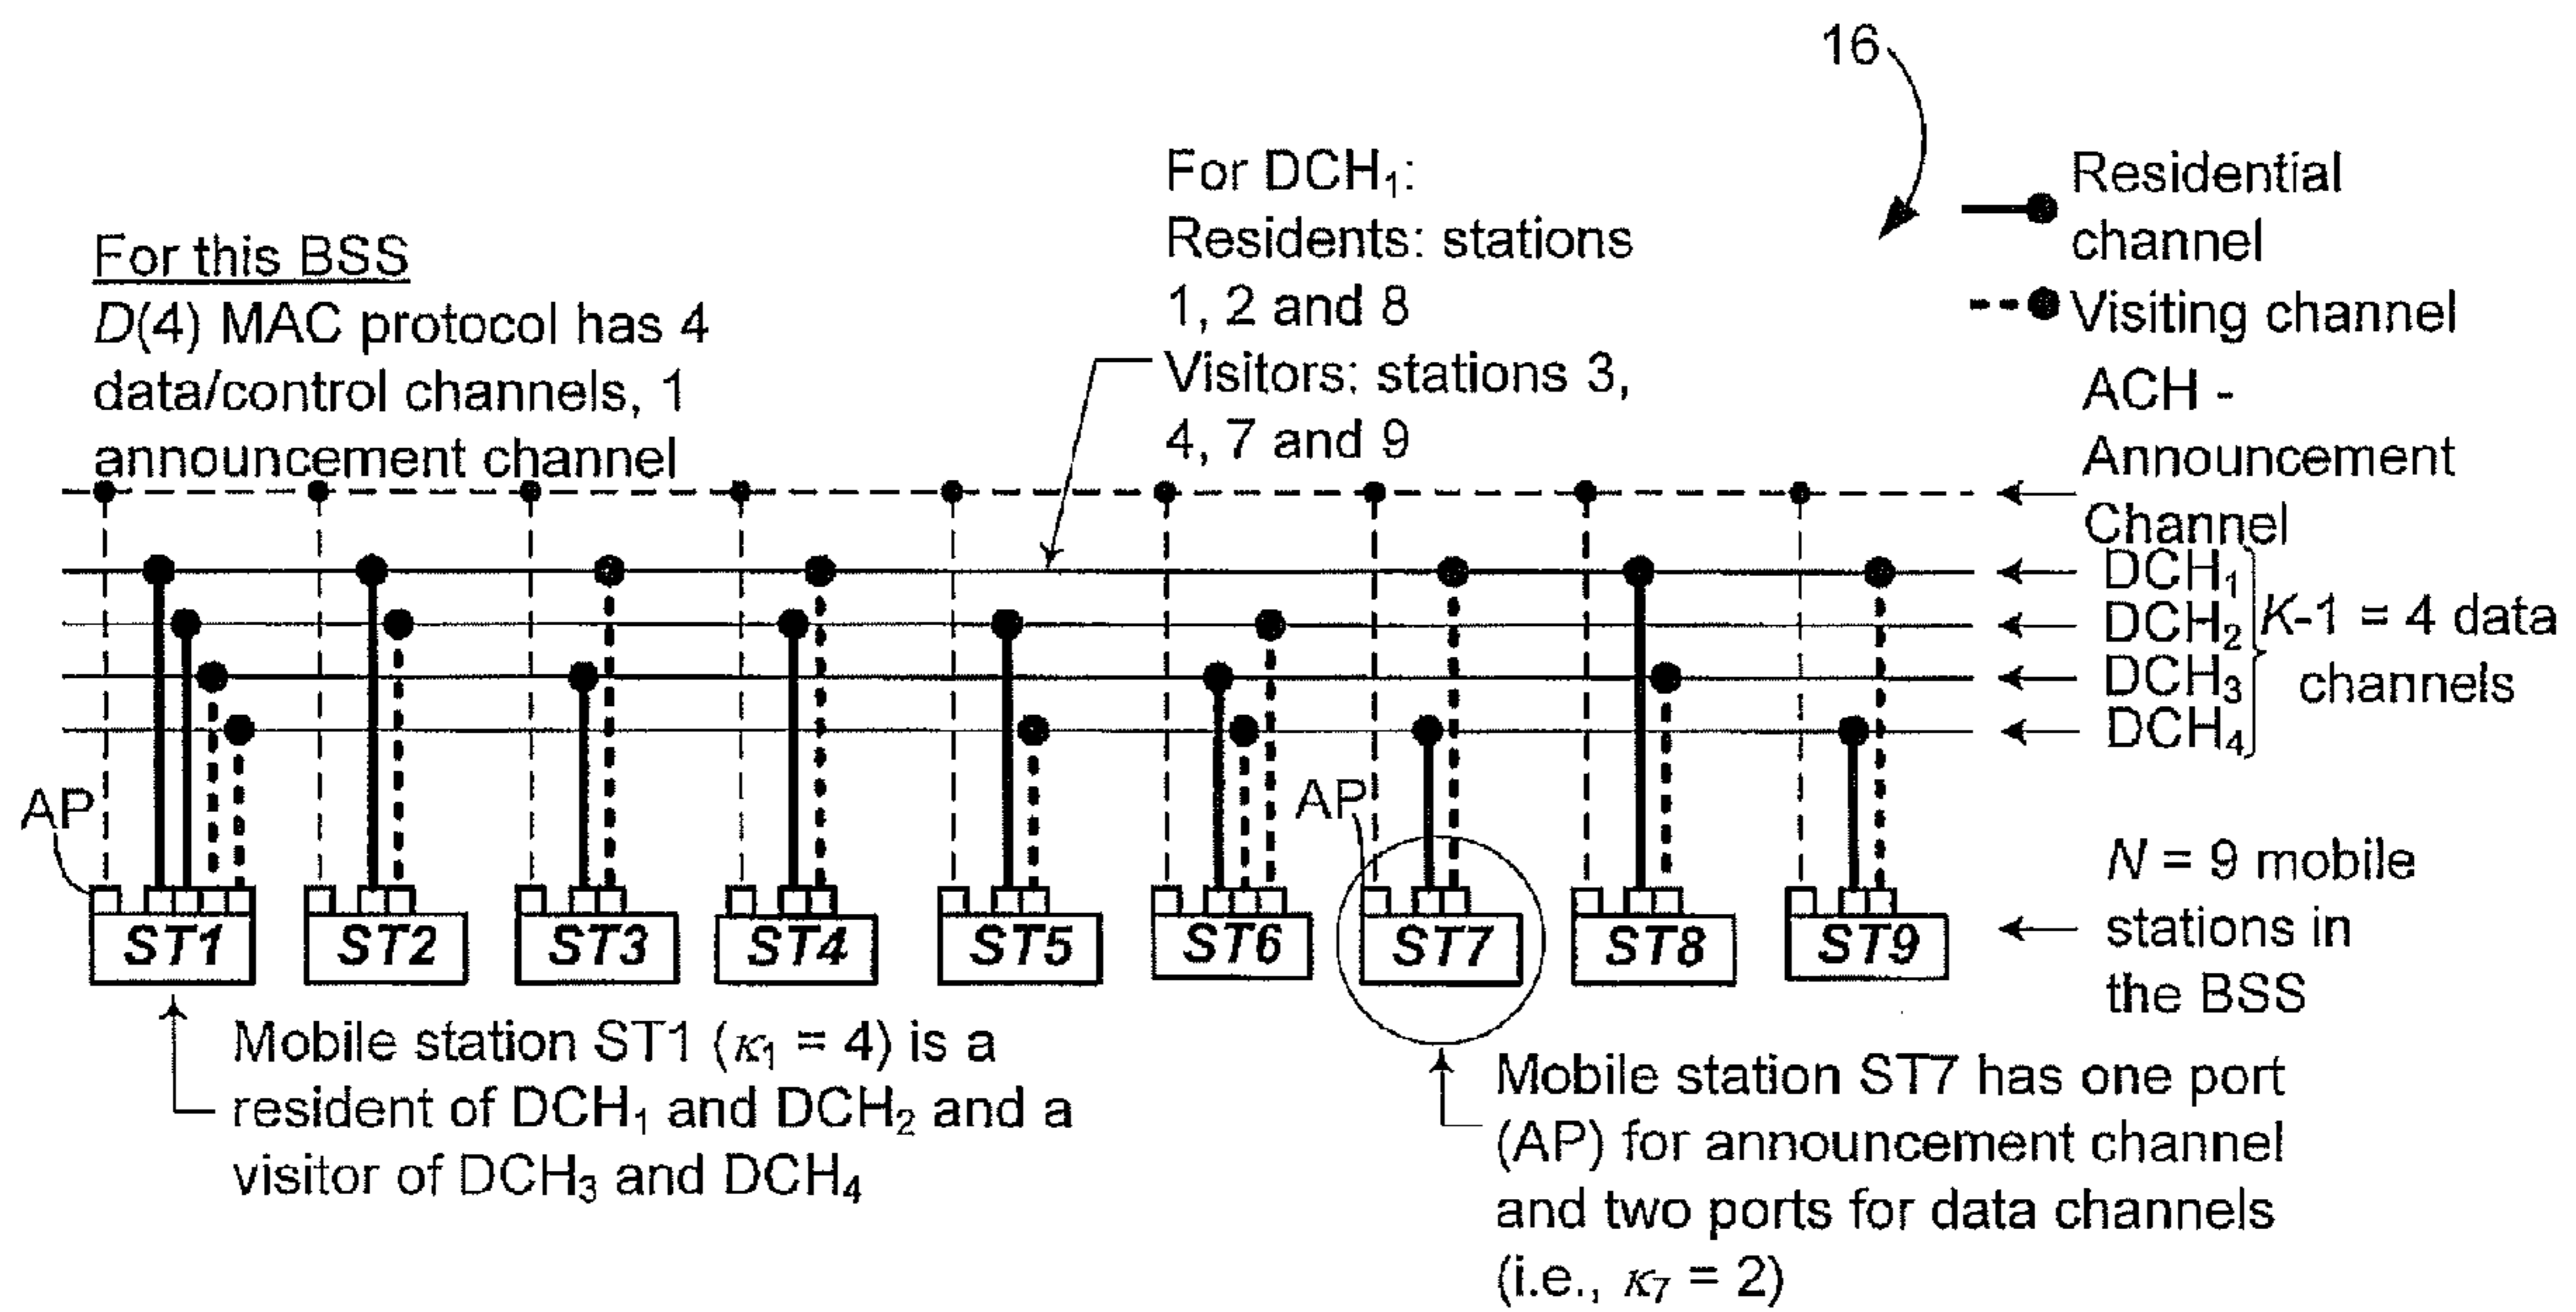 16
For this BSS
D(4) MAC protocol has 4
data/control channels, 1
announcement channel
For DCH₁:
Residents: stations
1, 2 and 8
Visitors: stations 3,
4, 7 and 9
Residential
channel
Visiting channel
ACH -
Announcement
Channel
DCH₁
DCH₂
DCH₃
DCH₄
K-1 = 4 data
channels
AP
AP
ST1
ST2
ST3
ST4
ST5
ST6
ST7
ST8
ST9
N = 9 mobile
stations in
the BSS
Mobile station ST1 (κ₁ = 4) is a
resident of DCH₁ and DCH₂ and a
visitor of DCH₃ and DCH₄
Mobile station ST7 has one port
(AP) for announcement channel
and two ports for data channels
(i.e., κ₇ = 2)